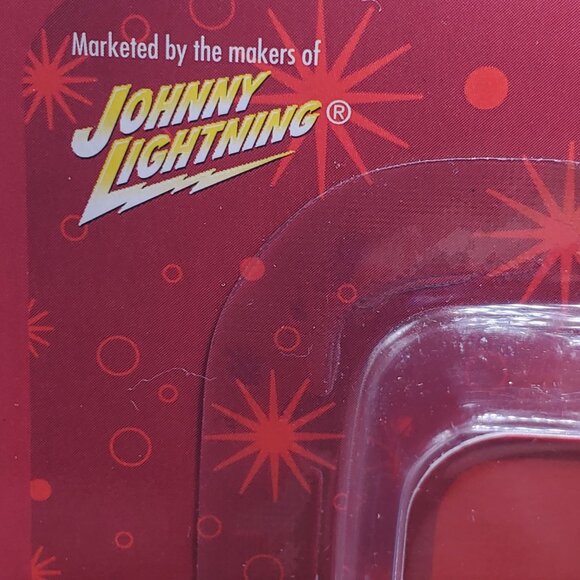 Marketed by the makers of
JOHNNY
LIGHTNING®